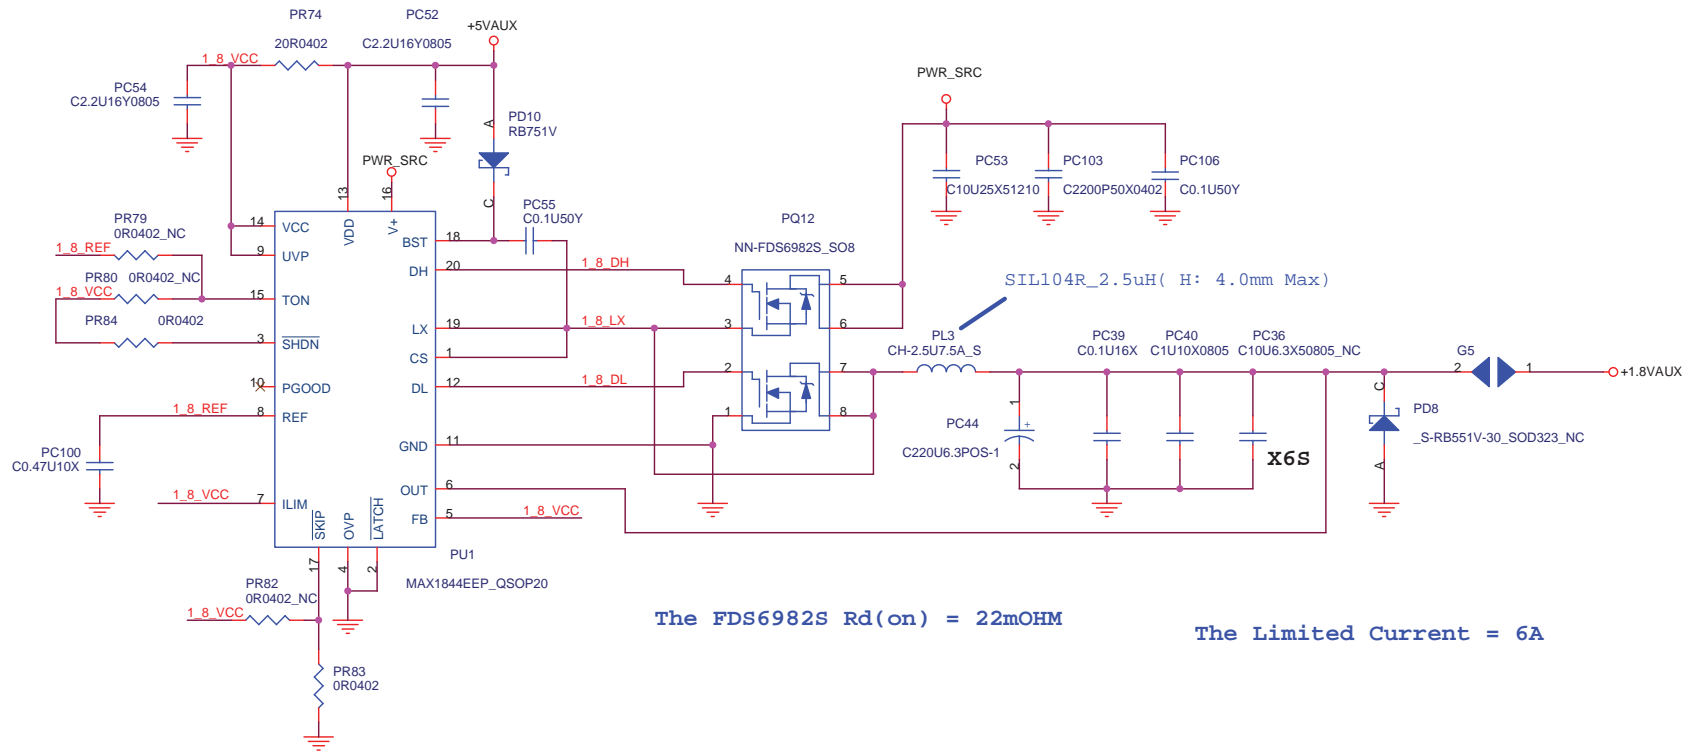 PR74
20R0402
PC52
C2.2U16Y0805
+5VAUX
1_8_VCC
PC54
C2.2U16Y0805
PD10
RB751V
A
C
PWR_SRC
PWR_SRC
PC53
C10U25X51210
PC103
C2200P50X0402
PC106
C0.1U50Y
13
16
VDD
V+
PC55
C0.1U50Y
PR79
0R0402_NC
1_8_REF
PR80
0R0402_NC
1_8_VCC
PR84
0R0402
14
VCC
9
UVP
15
TON
3
SHDN
10
PGOOD
1_8_REF
8
REF
PC100
C0.47U10X
1_8_VCC
7
ILIM
BST
18
DH
20
1_8_DH
LX
19
1_8_LX
CS
1
DL
12
1_8_DL
GND
11
OUT
6
FB
5
1_8_VCC
SKIP
OVP
LATCH
17
4
2
PU1
MAX1844EEP_QSOP20
PR82
0R0402_NC
1_8_VCC
PR83
0R0402
PQ12
NN-FDS6982S_SO8
4
5
3
6
2
7
1
8
SIL104R_2.5uH( H: 4.0mm Max)
PL3
CH-2.5U7.5A_S
PC39
C0.1U16X
PC40
C1U10X0805
PC36
C10U6.3X50805_NC
G5
2
1
+1.8VAUX
1
+
2
PC44
C220U6.3POS-1
X6S
C
A
PD8
_S-RB551V-30_SOD323_NC
The FDS6982S Rd(on) = 22mOHM
The Limited Current = 6A